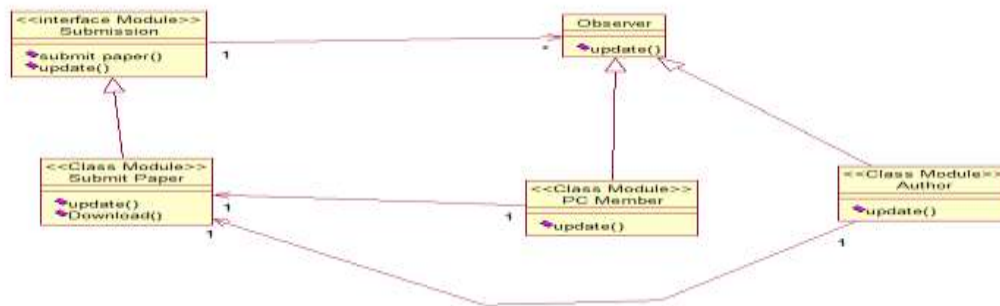 <<interface Module>>
Submission
submit paper()
update()
1
*
Observer
update()
<<Class Module>>
Submit Paper
update()
Download()
1
1
<<Class Module>>
PC Member
update()
1
<<Class Module>>
Author
update()
1